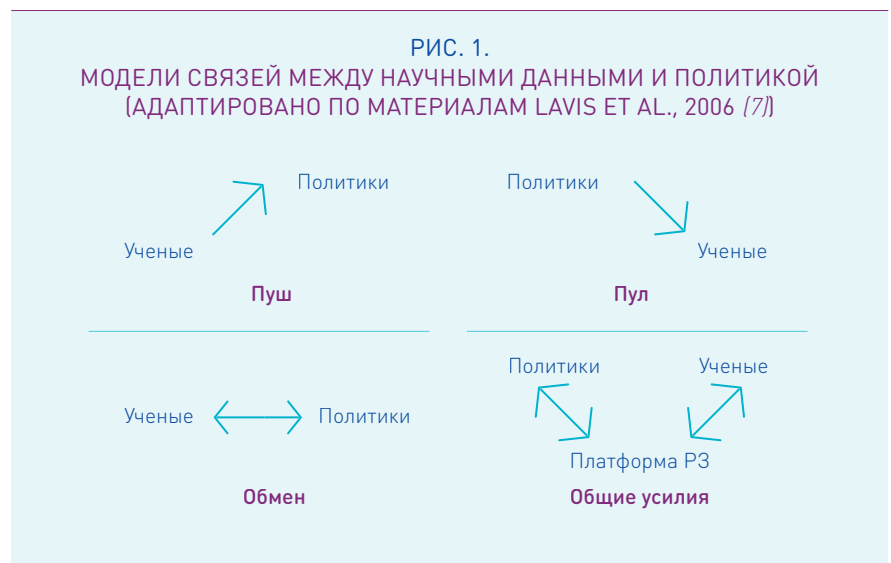 РИС. 1.
МОДЕЛИ СВЯЗЕЙ МЕЖДУ НАУЧНЫМИ ДАННЫМИ И ПОЛИТИКОЙ
(АДАПТИРОВАНО ПО МАТЕРИАЛАМ LAVIS ET AL., 2006 (7))
Политики
Ученые
Пуш
Политики
Ученые
Пул
Ученые
Политики
Обмен
Политики
Ученые
Платформа РЗ
Общие усилия